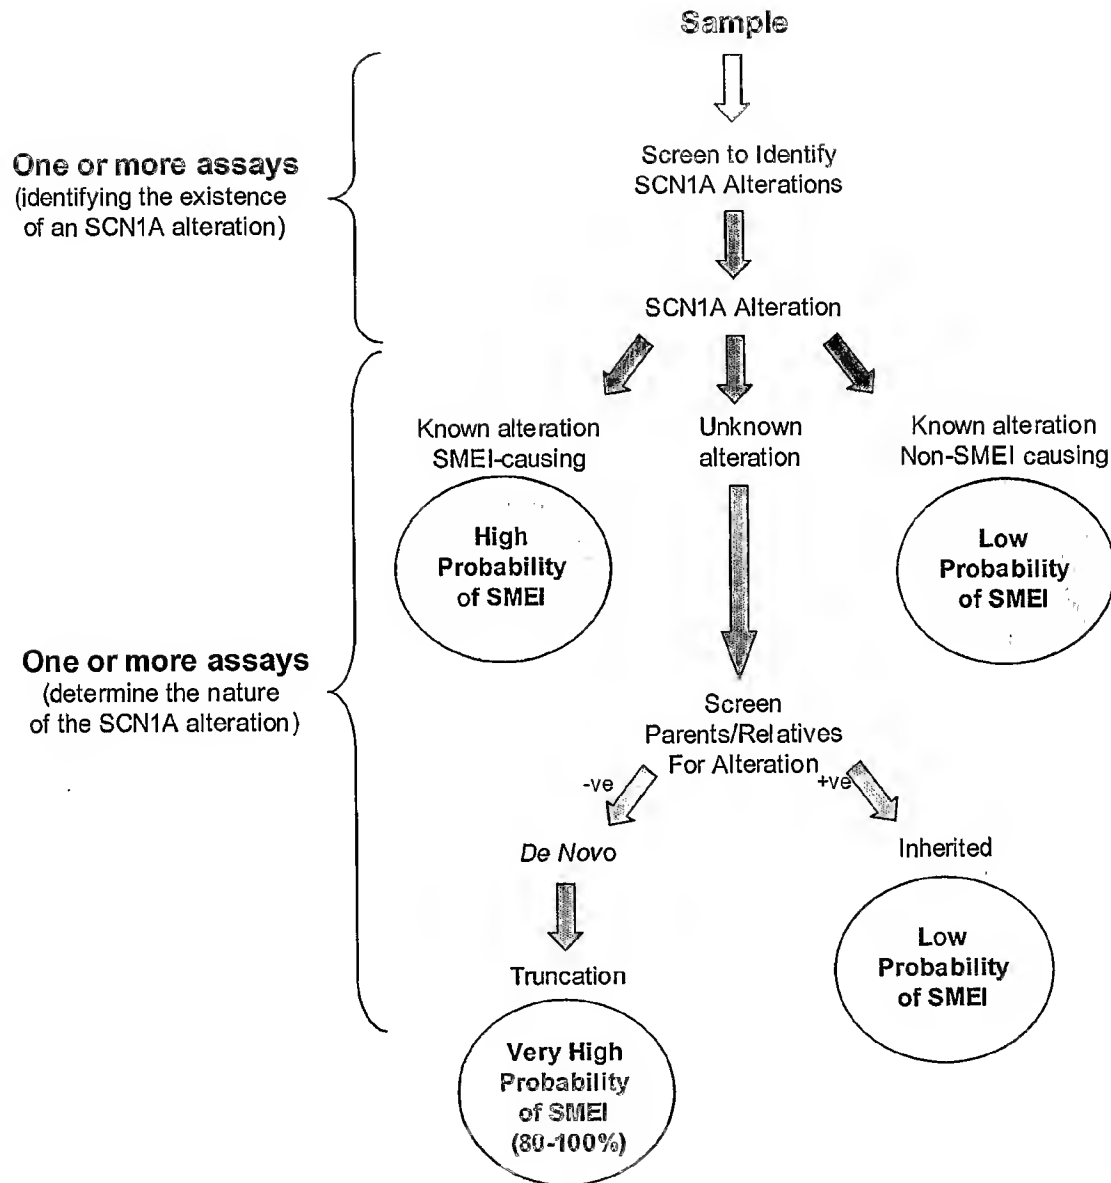 Sample
One or more assays
(identifying the existence
of an SCN1A alteration)
Screen to Identify
SCN1A Alterations
SCN1A Alteration
Known alteration
SMEI-causing
Unknown
alteration
Known alteration
Non-SMEI causing
High
Probability
of SMEI
Low
Probability
of SMEI
One or more assays
(determine the nature
of the SCN1A alteration)
Screen
Parents/Relatives
For Alteration
-ve
+ve
De Novo
Inherited
Truncation
Low
Probability
of SMEI
Very High
Probability
of SMEI
(80-100%)